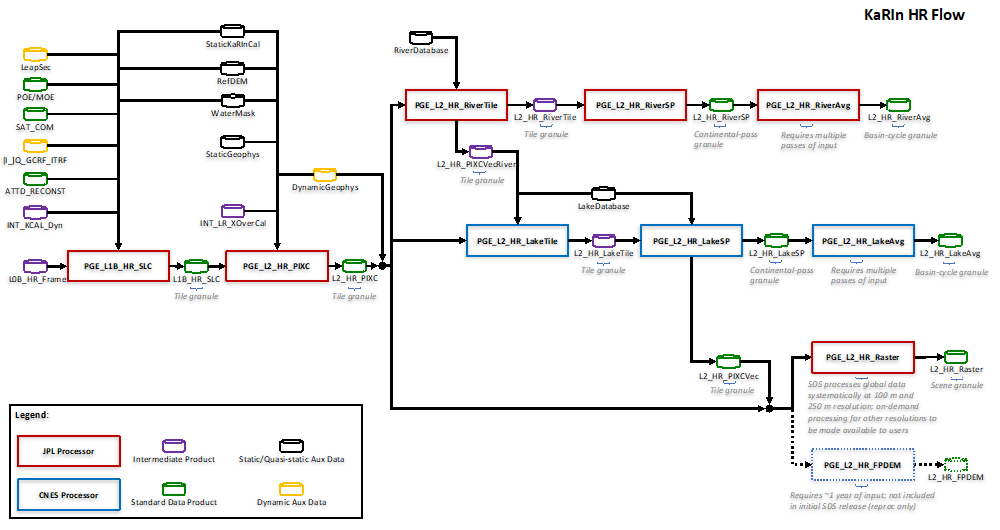 KaRIn HR Flow
StaticKaRInCal
RiverDatabase
LeapSec
RefDEM
POE/MOE
WaterMask
PGE_L2_HR_RiverTile
PGE_L2_HR_RiverSP
PGE_L2_HR_RiverAvg
SAT_COM
L2_HR_RiverTile
L2_HR_RiverSP
L2_HR_RiverAvg
Tile granule
Continental-pass
granule
Requires multiple
passes of input
Basin-cycle granule
StaticGeophys
JQ_GCRF_ITRF
L2_HR_PIXCVecRiver
Tile granule
ATTD_RECONST
DynamicGeophys
LakeDatabase
INT_KCAL_Dyn
INT_LR_XOverCal
PGE_L2_HR_LakeTile
PGE_L2_HR_LakeSP
PGE_L2_HR_LakeAvg
L2_HR_LakeTile
L2_HR_LakeSP
L2_HR_LakeAvg
Tile granule
Continental-pass
granule
Requires multiple
passes of input
Basin-cycle granule
PGE_L1B_HR_SLC
PGE_L2_HR_PIXC
L0B_HR_Frame
L1B_HR_SLC
L2_HR_PIXC
Tile granule
Tile granule
PGE_L2_HR_Raster
L2_HR_PIXCVec
L2_HR_Raster
Tile granule
Scene granule
SDS processes global data
systematically at 100 m and
250 m resolution; on-demand
processing for other resolutions to
be made available to users
PGE_L2_HR_FPDEM
L2_HR_FPDEM
Requires ~1 year of input; not included
in initial SDS release (reproc only)
Legend:
JPL Processor
Intermediate Product
Static/Quasi-static Aux Data
CNES Processor
Standard Data Product
Dynamic Aux Data